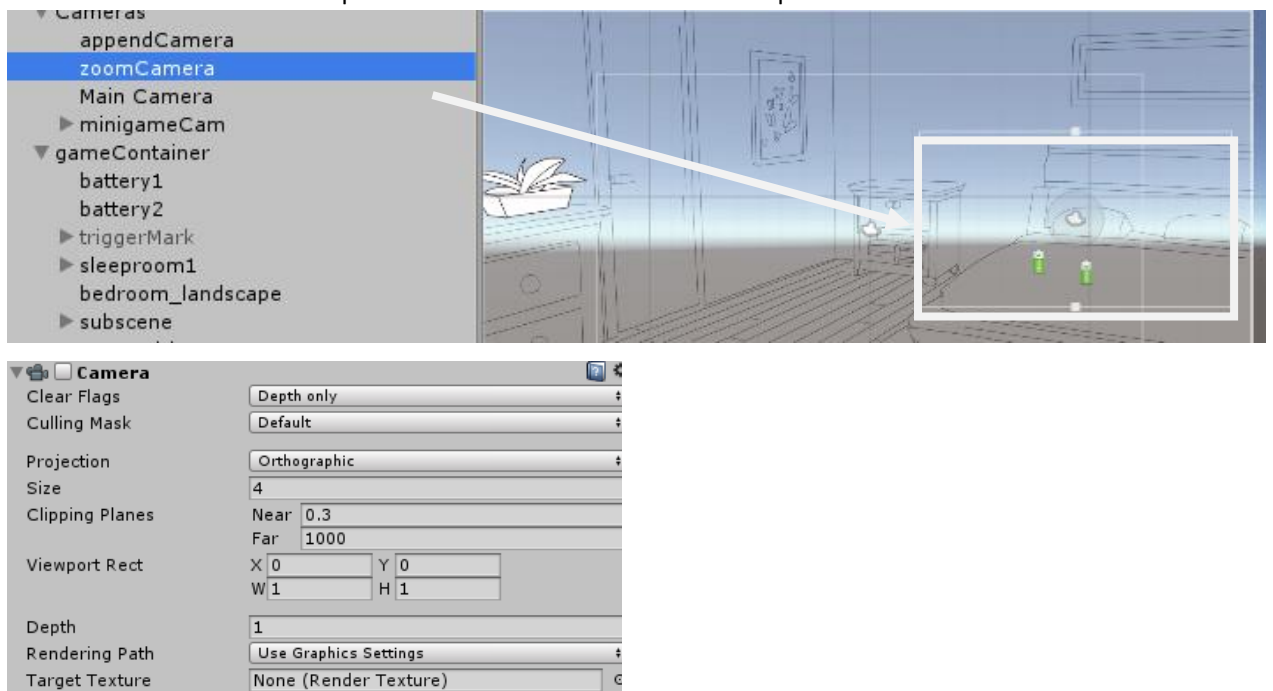 Cameras
appendCamera
zoomCamera
Main Camera
minigameCam
gameContainer
battery1
battery2
triggerMark
sleeproom1
bedroom_landscape
subscene
Camera
Clear Flags Depth only
Culling Mask Default
Projection Orthographic
Size 4
Clipping Planes Near 0.3
Far 1000
Viewport Rect X 0 Y 0
W 1 H 1
Depth 1
Rendering Path Use Graphics Settings
Target Texture None (Render Texture)